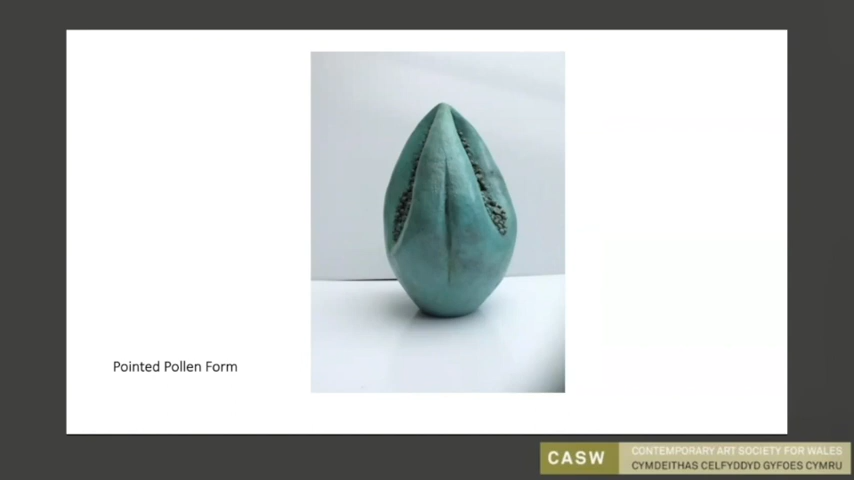 Pointed Pollen Form
CASW
CONTEMPORARY ART SOCIETY FOR WALES
CYMDEITHAS CELFYDDYD GYFOES CYMRU